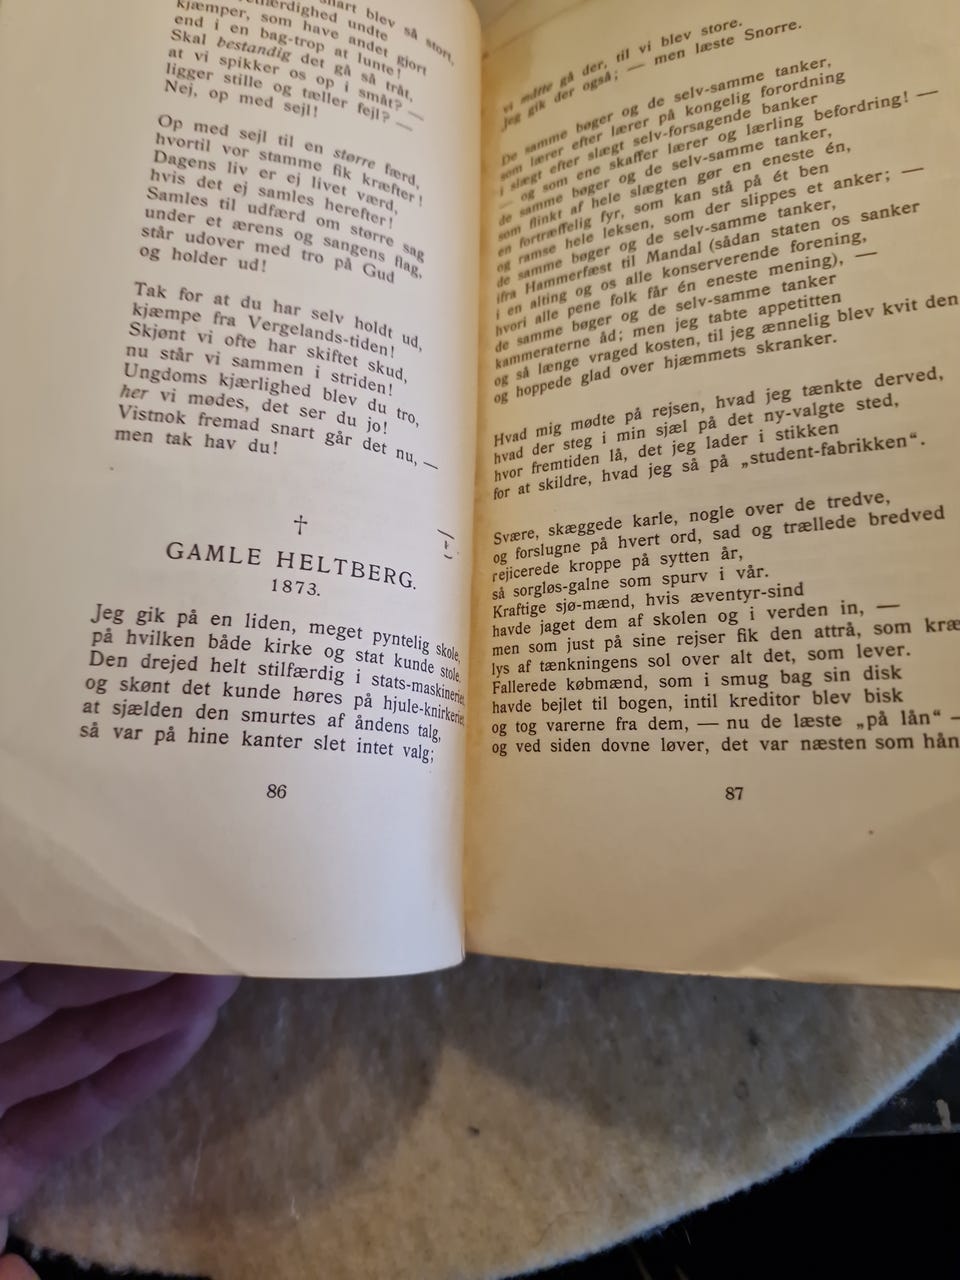 snart blev så stort,
kjæmper, som have andet gjort
end i en bag-trop at lunte!
Skal bestandig det gå så tråt,
at vi spikker os op i småt? —
ligger stille og tæller fejl? —
Nej, op med sejl!
Op med sejl til en større færd,
hvortil vor stamme fik kræfter!
Dagens liv er ej livet værd,
hvis det ej samles herefter!
Samles til udfærd om større sag
under et ærens og sangens flag,
står udover med tro på Gud
og holder ud!
Tak for at du har selv holdt ud,
kjæmpe fra Vergelands-tiden!
Skjønt vi ofte har skiftet skud,
nu står vi sammen i striden!
Ungdoms kjærlighed blev du tro,
her vi mødes, det ser du jo!
Vistnok fremad snart går det nu, —
men tak hav du!
†
GAMLE HELTBERG.
1873.
Jeg gik på en liden, meget pyntelig skole,
på hvilken både kirke og stat kunde stole.
Den drejed helt stilfærdig i stats-maskineriet,
og skønt det kunde høres på hjule-knirkeriet,
at sjælden den smurtes af åndens talg,
så var på hine kanter slet intet valg;
86
vi måtte gå der, til vi blev store.
Jeg gik der også; — men læste Snorre.
De samme bøger og de selv-samme tanker,
som lærer efter lærer på kongelig forordning
i slægt efter slægt selv-forsagende banker
— og som ene skaffer lærer og lærling befordring! —
de samme bøger og de selv-samme tanker,
som flinkt af hele slægten gør en eneste én,
en fortræffelig fyr, som kan stå på ét ben
og ramse hele leksen, som der slippes et anker; —
de samme bøger og de selv-samme tanker,
ifra Hammerfæst til Mandal (sådan staten os sanker
i en alting og os alle konserverende forening,
hvori alle pene folk får én eneste mening), —
de samme bøger og de selv-samme tanker
kammeraterne åd; men jeg tabte appetitten
og så længe vraged kosten, til jeg ænnelig blev kvit den
og hoppede glad over hjæmmets skranker.
Hvad mig mødte på rejsen, hvad jeg tænkte derved,
hvad der steg i min sjæl på det ny-valgte sted,
hvor fremtiden lå, det jeg lader i stikken
for at skildre, hvad jeg så på „student-fabrikken“.
Svære, skæggede karle, nogle over de tredve,
og forslugne på hvert ord, sad og trællede bredved
rejicerede kroppe på sytten år,
så sorgløs-galne som spurv i vår.
Kraftige sjø-mænd, hvis æventyr-sind
havde jaget dem af skolen og i verden in, —
men som just på sine rejser fik den attrå, som kræ
lys af tænkningens sol over alt det, som lever.
Fallerede købmænd, som i smug bag sin disk
havde bejlet til bogen, intil kreditor blev bisk
og tog varerne fra dem, — nu de læste „på lån“ —
og ved siden dovne løver, det var næsten som hån
87